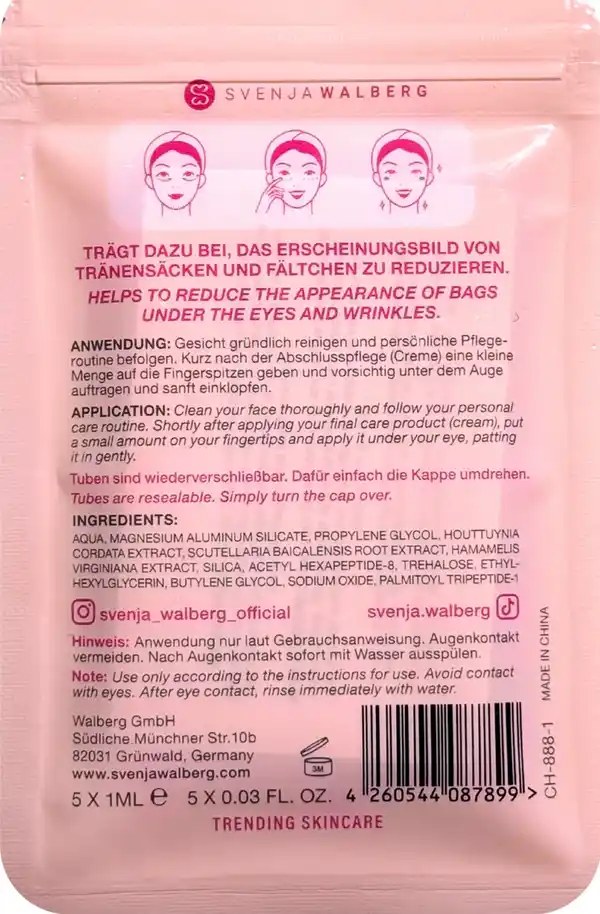 SVENJA WALBERG
TRÄGT DAZU BEI, DAS ERSCHEINUNGSBILD VON
TRÄNENSÄCKEN UND FÄLTCHEN ZU REDUZIEREN.
HELPS TO REDUCE THE APPEARANCE OF BAGS
UNDER THE EYES AND WRINKLES.
ANWENDUNG: Gesicht gründlich reinigen und persönliche Pflege-
routine befolgen. Kurz nach der Abschlusspflege (Creme) eine kleine
Menge auf die Fingerspitzen geben und vorsichtig unter dem Auge
auftragen und sanft einklopfen.
APPLICATION: Clean your face thoroughly and follow your personal
care routine. Shortly after applying your final care product (cream), put
a small amount on your fingertips and apply it under your eye, patting
it in gently.
Tuben sind wiederverschließbar. Dafür einfach die Kappe umdrehen.
Tubes are resealable. Simply turn the cap over.
INGREDIENTS:
AQUA, MAGNESIUM ALUMINUM SILICATE, PROPYLENE GLYCOL, HOUTTUYNIA
CORDATA EXTRACT, SCUTELLARIA BAICALENSIS ROOT EXTRACT, HAMAMELIS
VIRGINIANA EXTRACT, SILICA, ACETYL HEXAPEPTIDE-8, TREHALOSE, ETHYL-
HEXYLGLYCERIN, BUTYLENE GLYCOL, SODIUM OXIDE, PALMITOYL TRIPEPTIDE-1
svenja_walberg_official svenja.walberg
Hinweis: Anwendung nur laut Gebrauchsanweisung. Augenkontakt
vermeiden. Nach Augenkontakt sofort mit Wasser ausspülen.
Note: Use only according to the instructions for use. Avoid contact
with eyes. After eye contact, rinse immediately with water.
Walberg GmbH
Südliche Münchner Str.10b
82031 Grünwald, Germany
www.svenjawalberg.com
3M
5 X 1ML e 5 X 0.03 FL. OZ.
4 260544 087899 >
CH-888-1 MADE IN CHINA
TRENDING SKINCARE